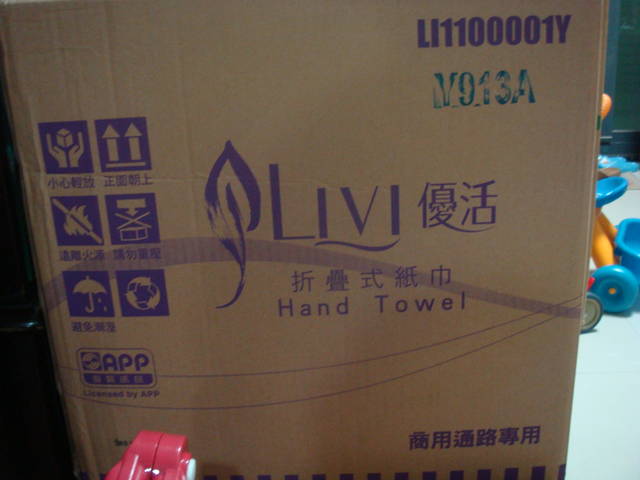 LI1100001Y
M913A
小心輕放 正面朝上
LIVI 優活
遠離火源 請勿重壓
折疊式紙巾
Hand Towel
避免潮溼
APP
Licensed by APP
商用通路專用